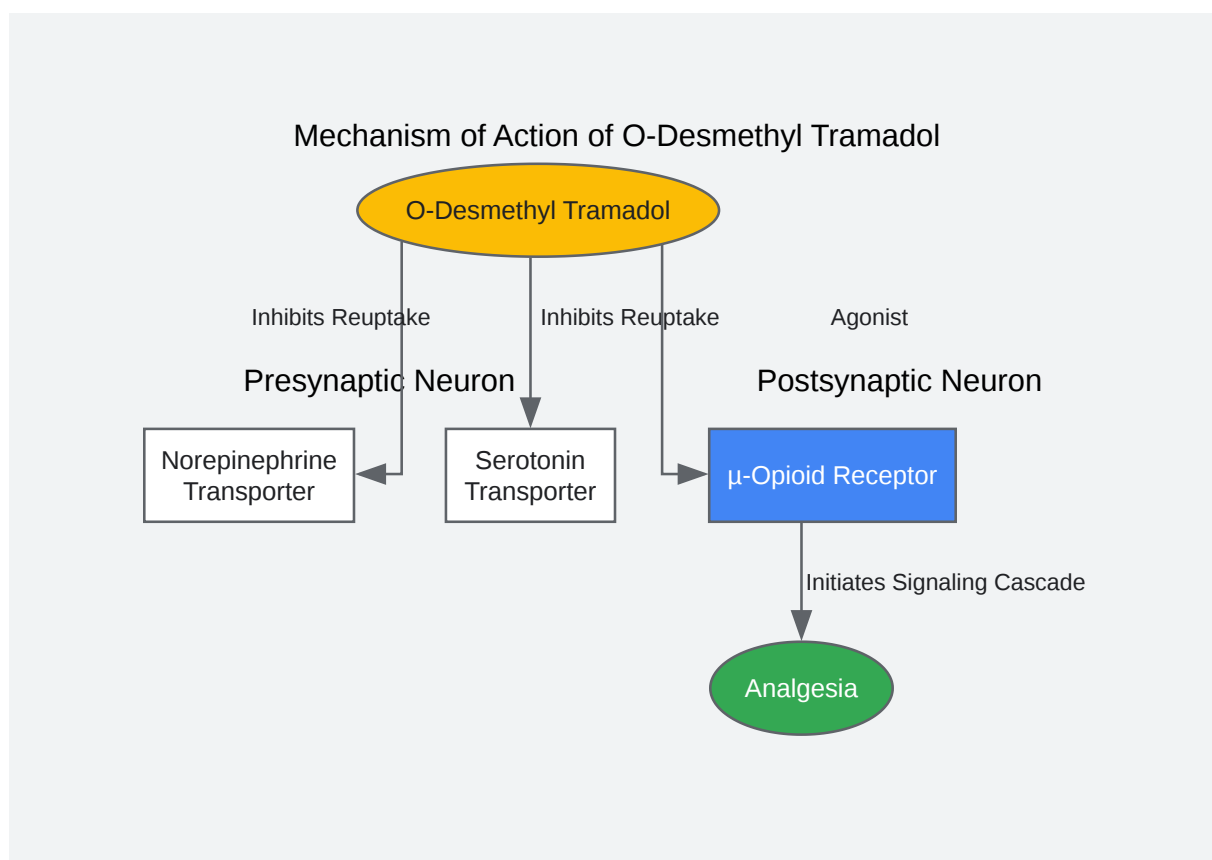 Mechanism of Action of O-Desmethyl Tramadol
O-Desmethyl Tramadol
Inhibits Reuptake
Inhibits Reuptake
Agonist
Presynaptic Neuron
Postsynaptic Neuron
Norepinephrine
Transporter
Serotonin
Transporter
µ-Opioid Receptor
Initiates Signaling Cascade
Analgesia